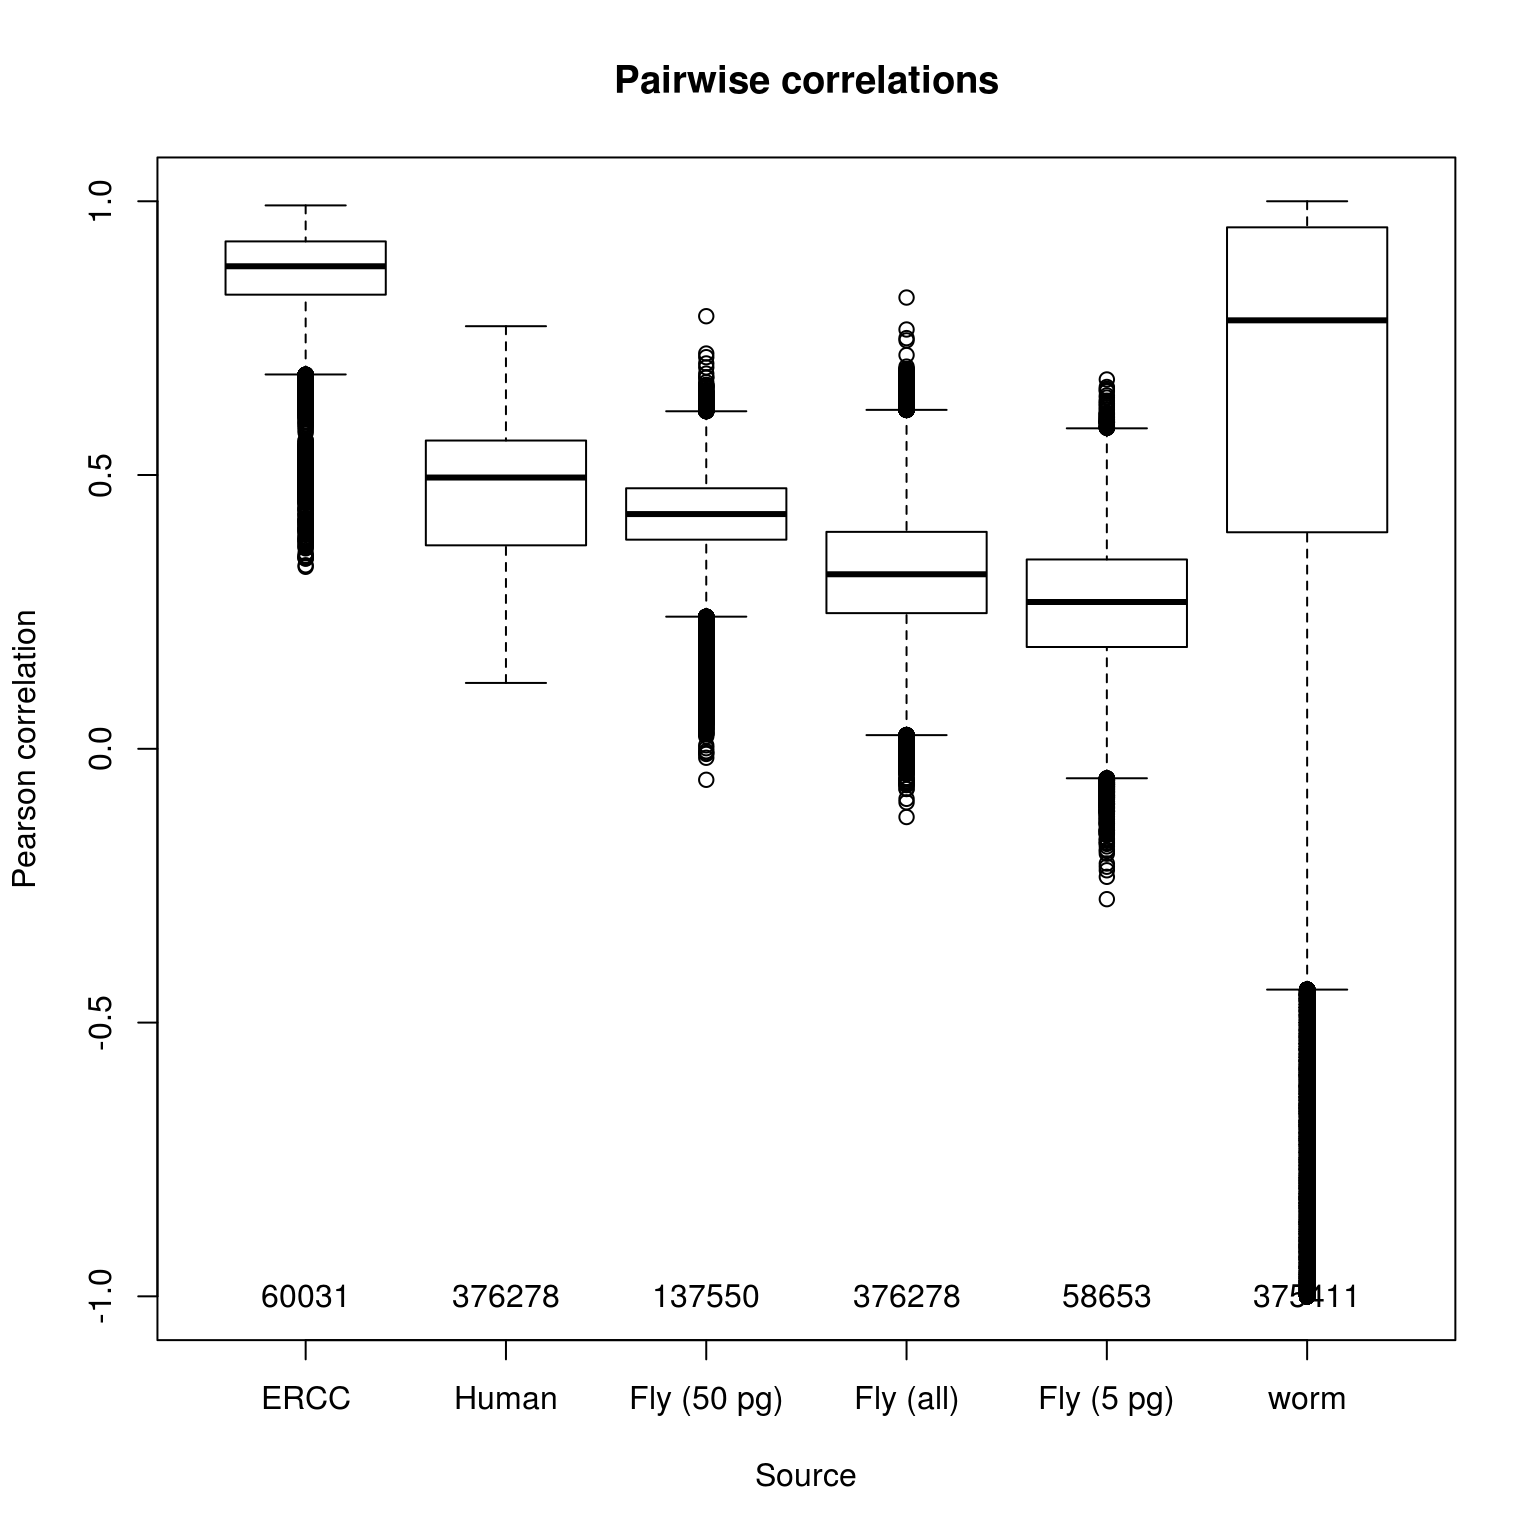 Pairwise correlations
Pearson correlation
1.0
0.5
0.0
-0.5
-1.0
60031 376278 137550 376278 58653 375411
ERCC Human Fly (50 pg) Fly (all) Fly (5 pg) worm
Source